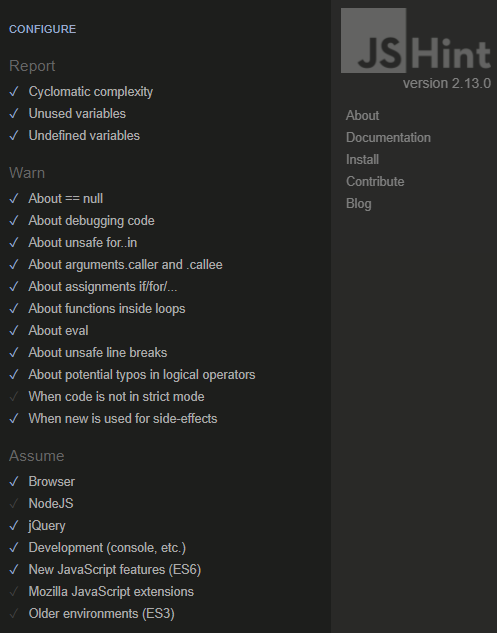 CONFIGURE
Report
Cyclomatic complexity
Unused variables
Undefined variables
Warn
About == null
About debugging code
About unsafe for..in
About arguments.caller and .callee
About assignments if/for/...
About functions inside loops
About eval
About unsafe line breaks
About potential typos in logical operators
When code is not in strict mode
When new is used for side-effects
Assume
Browser
NodeJS
jQuery
Development (console, etc.)
New JavaScript features (ES6)
Mozilla JavaScript extensions
Older environments (ES3)
JSHint
version 2.13.0
About
Documentation
Install
Contribute
Blog